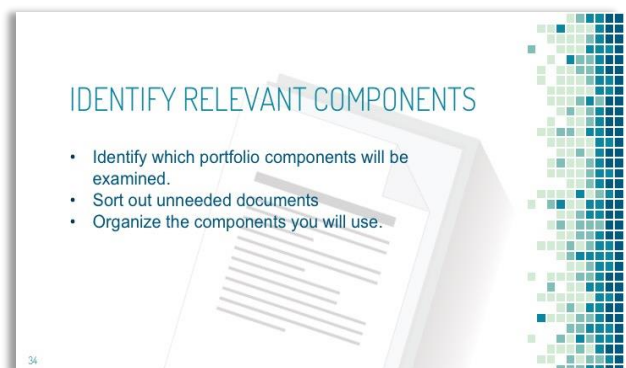 IDENTIFY RELEVANT COMPONENTS
• Identify which portfolio components will be
examined.
• Sort out unneeded documents
• Organize the components you will use.
34